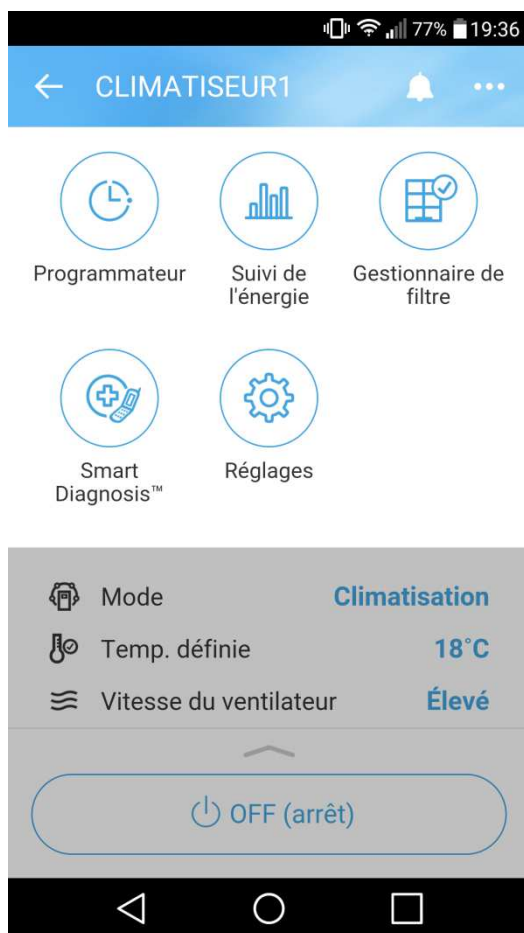 77% 19:36
CLIMATISEUR1
Programmateur
Suivi de
l'énergie
Gestionnaire de
filtre
Smart
Diagnosis™
Réglages
Mode Climatisation
Temp. définie 18°C
Vitesse du ventilateur Élevé
OFF (arrêt)